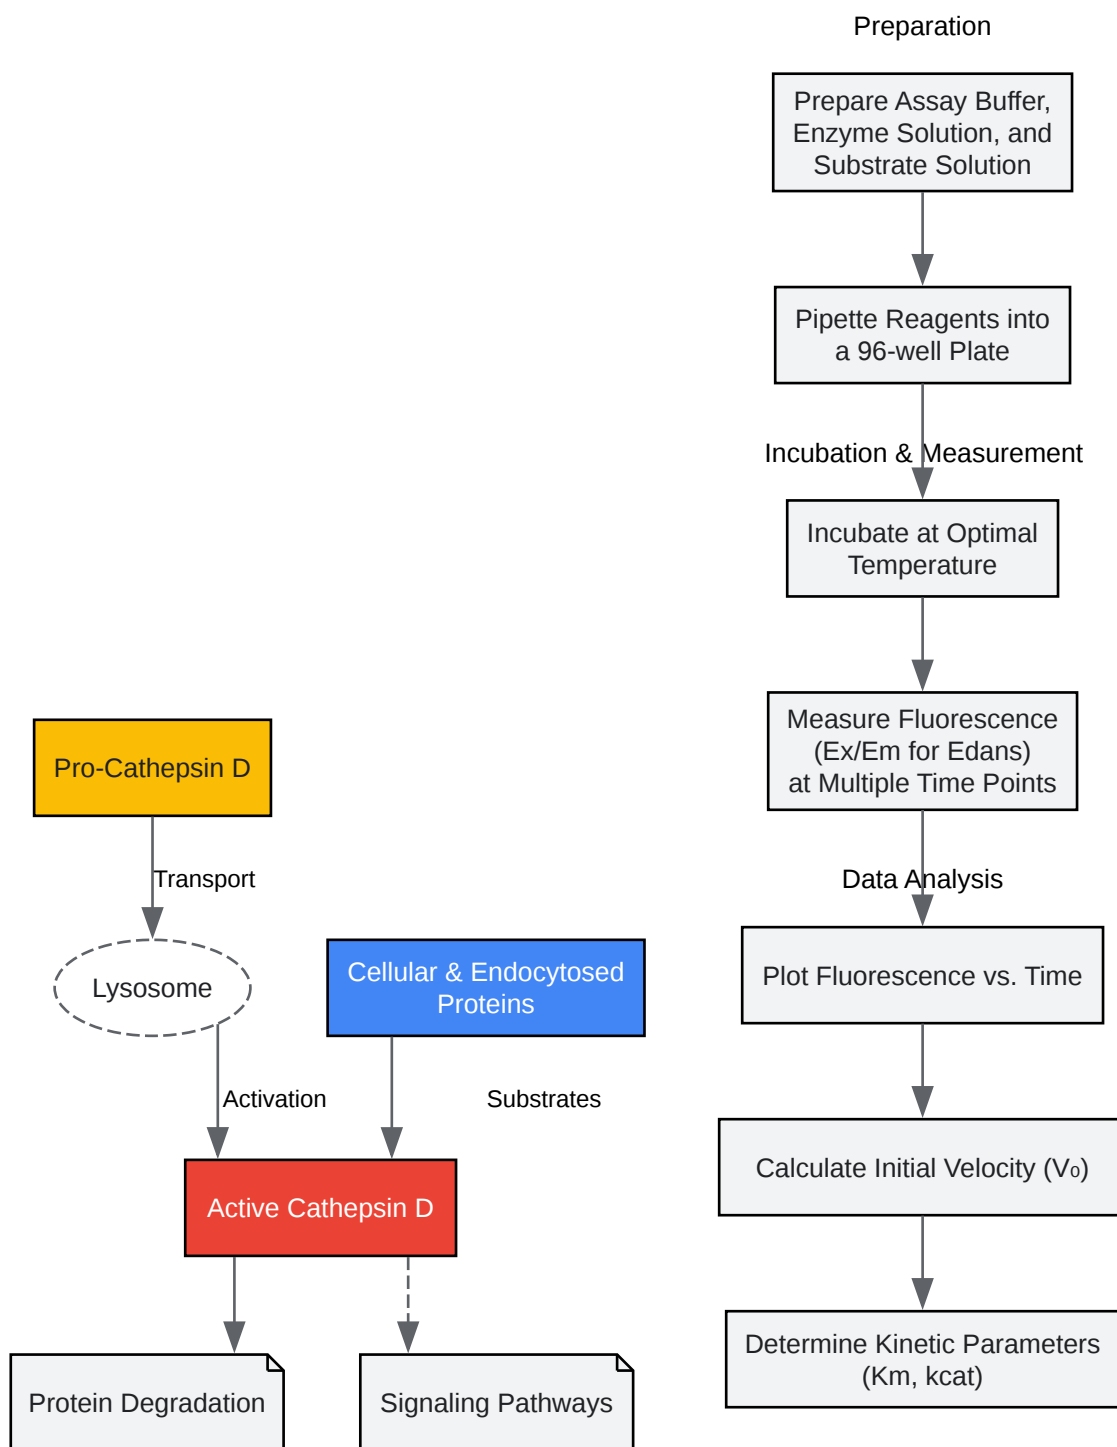 Preparation
Prepare Assay Buffer,
Enzyme Solution, and
Substrate Solution
Pipette Reagents into
a 96-well Plate
Incubation & Measurement
Incubate at Optimal
Temperature
Measure Fluorescence
(Ex/Em for Edans)
at Multiple Time Points
Data Analysis
Plot Fluorescence vs. Time
Calculate Initial Velocity (V₀)
Determine Kinetic Parameters
(Km, kcat)
Pro-Cathepsin D
Transport
Lysosome
Cellular & Endocytosed
Proteins
Activation
Substrates
Active Cathepsin D
Protein Degradation
Signaling Pathways